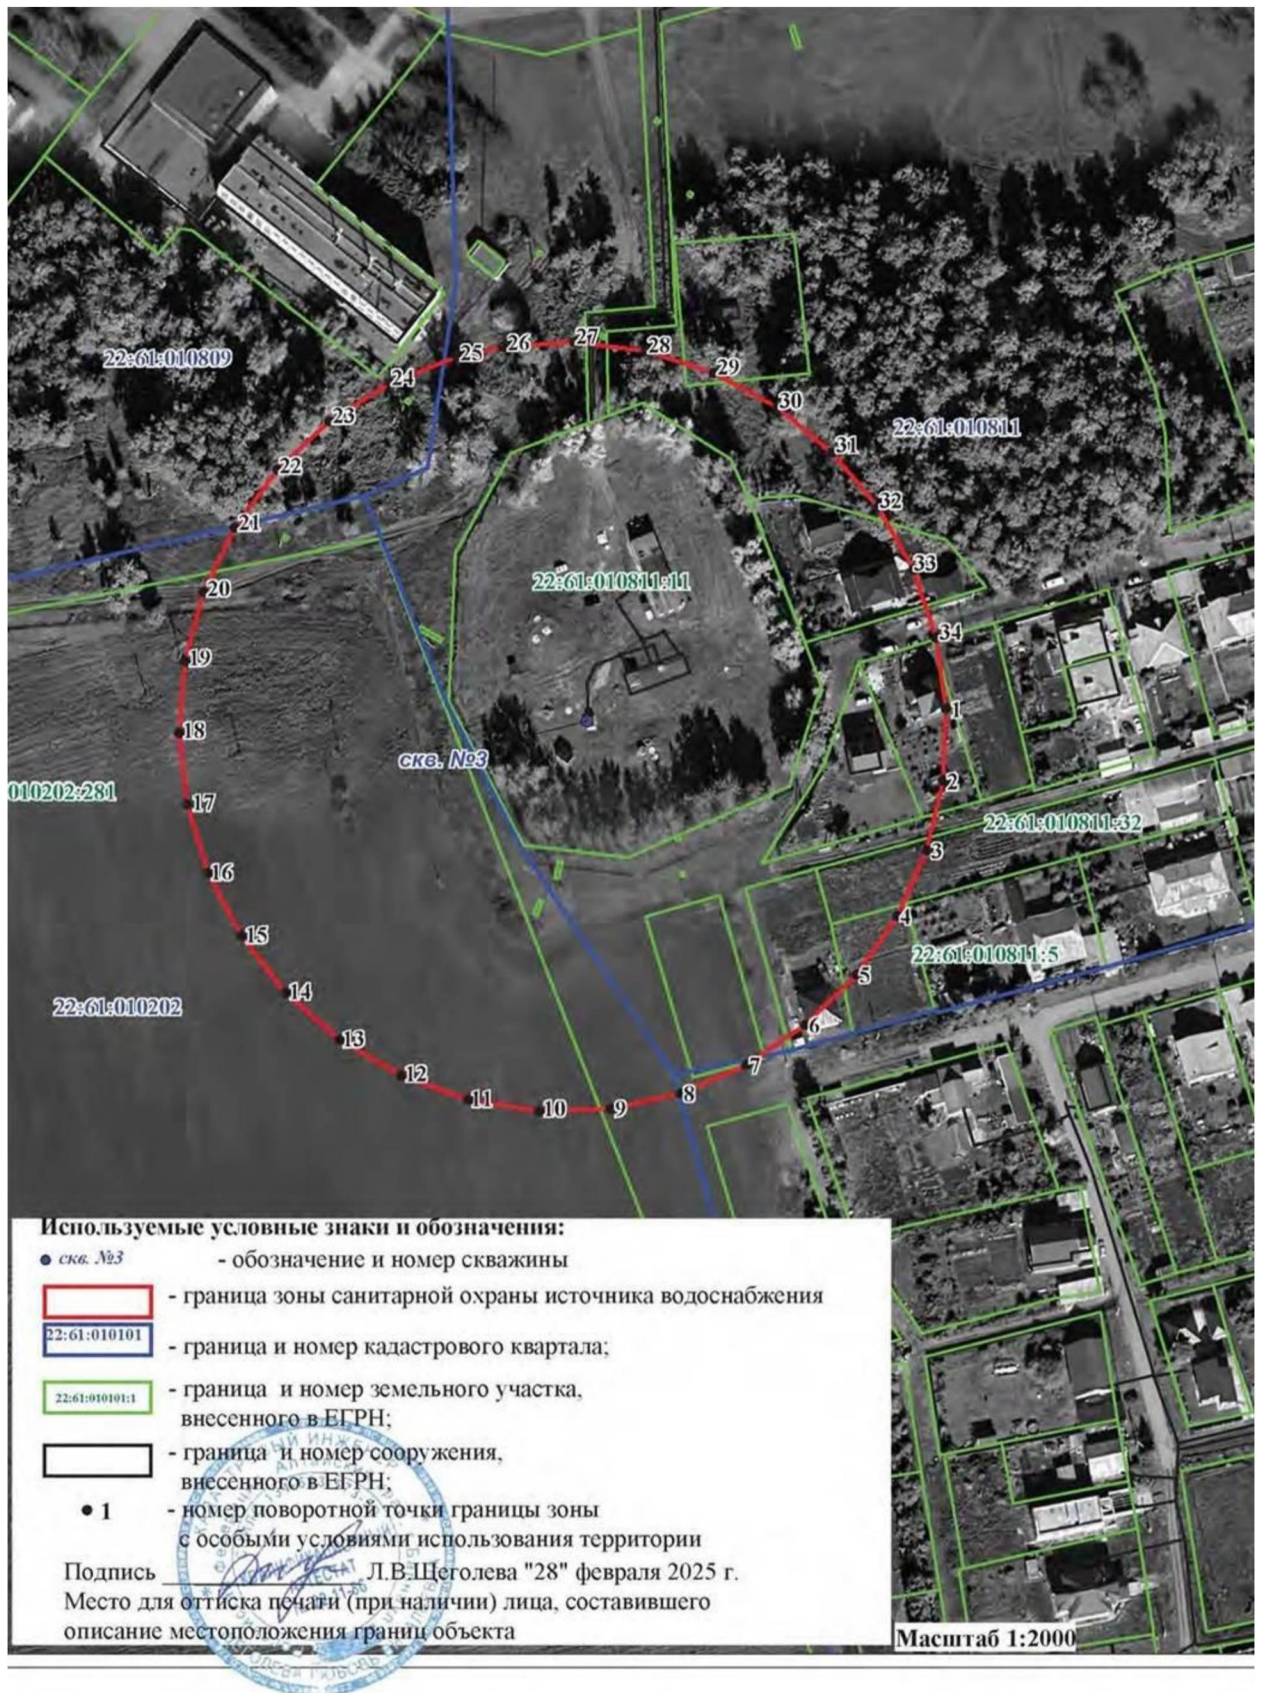 27
26
25
28
22:61:010809
29
24
30
23
22:61:010811
31
22
32
21
33
22:61:010811:11
20
34
19
1
18
скв. №3
2
010202:281
17
22:61:010811:32
3
16
4
15
22:61:010811:5
5
14
22:61:010202
6
13
7
12
8
11
10
9
Используемые условные знаки и обозначения:
скв. №3 - обозначение и номер скважины
- граница зоны санитарной охраны источника водоснабжения
22:61:010101
- граница и номер кадастрового квартала;
22:61:010101:1
- граница и номер земельного участка,
внесенного в ЕГРН;
- граница и номер сооружения,
внесенного в ЕГРН;
1 - номер поворотной точки границы зоны
с особыми условиями использования территории
Подпись Л.В.Щеголева "28" февраля 2025 г.
Место для оттиска печати (при наличии) лица, составившего
описание местоположения границ объекта
Масштаб 1:2000